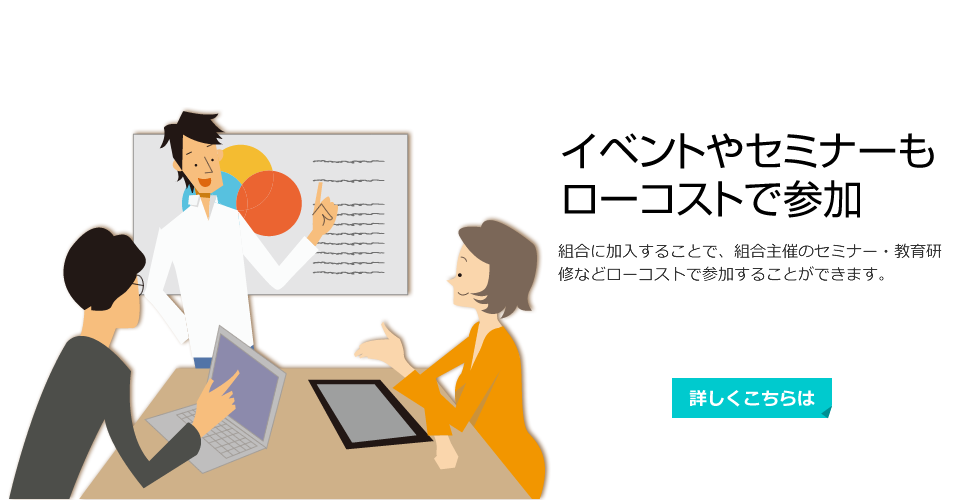 イベントやセミナーも
ローコストで参加
組合に加入することで、組合主催のセミナー・教育研
修などローコストで参加することができます。
詳しくこちらは